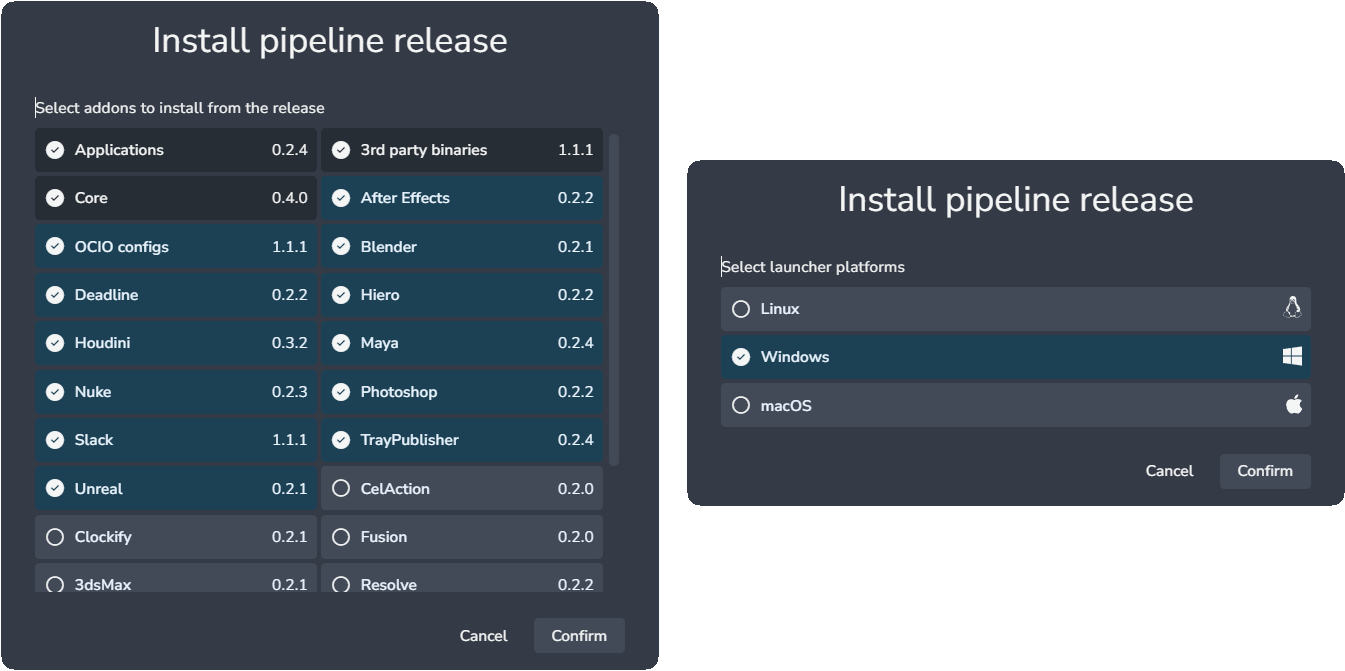 Install pipeline release
Select addons to install from the release
Applications 0.2.4
3rd party binaries 1.1.1
Core 0.4.0
After Effects 0.2.2
OCIO configs 1.1.1
Blender 0.2.1
Deadline 0.2.2
Hiero 0.2.2
Houdini 0.3.2
Maya 0.2.4
Nuke 0.2.3
Photoshop 0.2.2
Slack 1.1.1
TrayPublisher 0.2.4
Unreal 0.2.1
CelAction 0.2.0
Clockify 0.2.1
Fusion 0.2.0
3dsMax 0.2.1
Resolve 0.2.2
Cancel Confirm
Install pipeline release
Select launcher platforms
Linux
Windows
macOS
Cancel Confirm